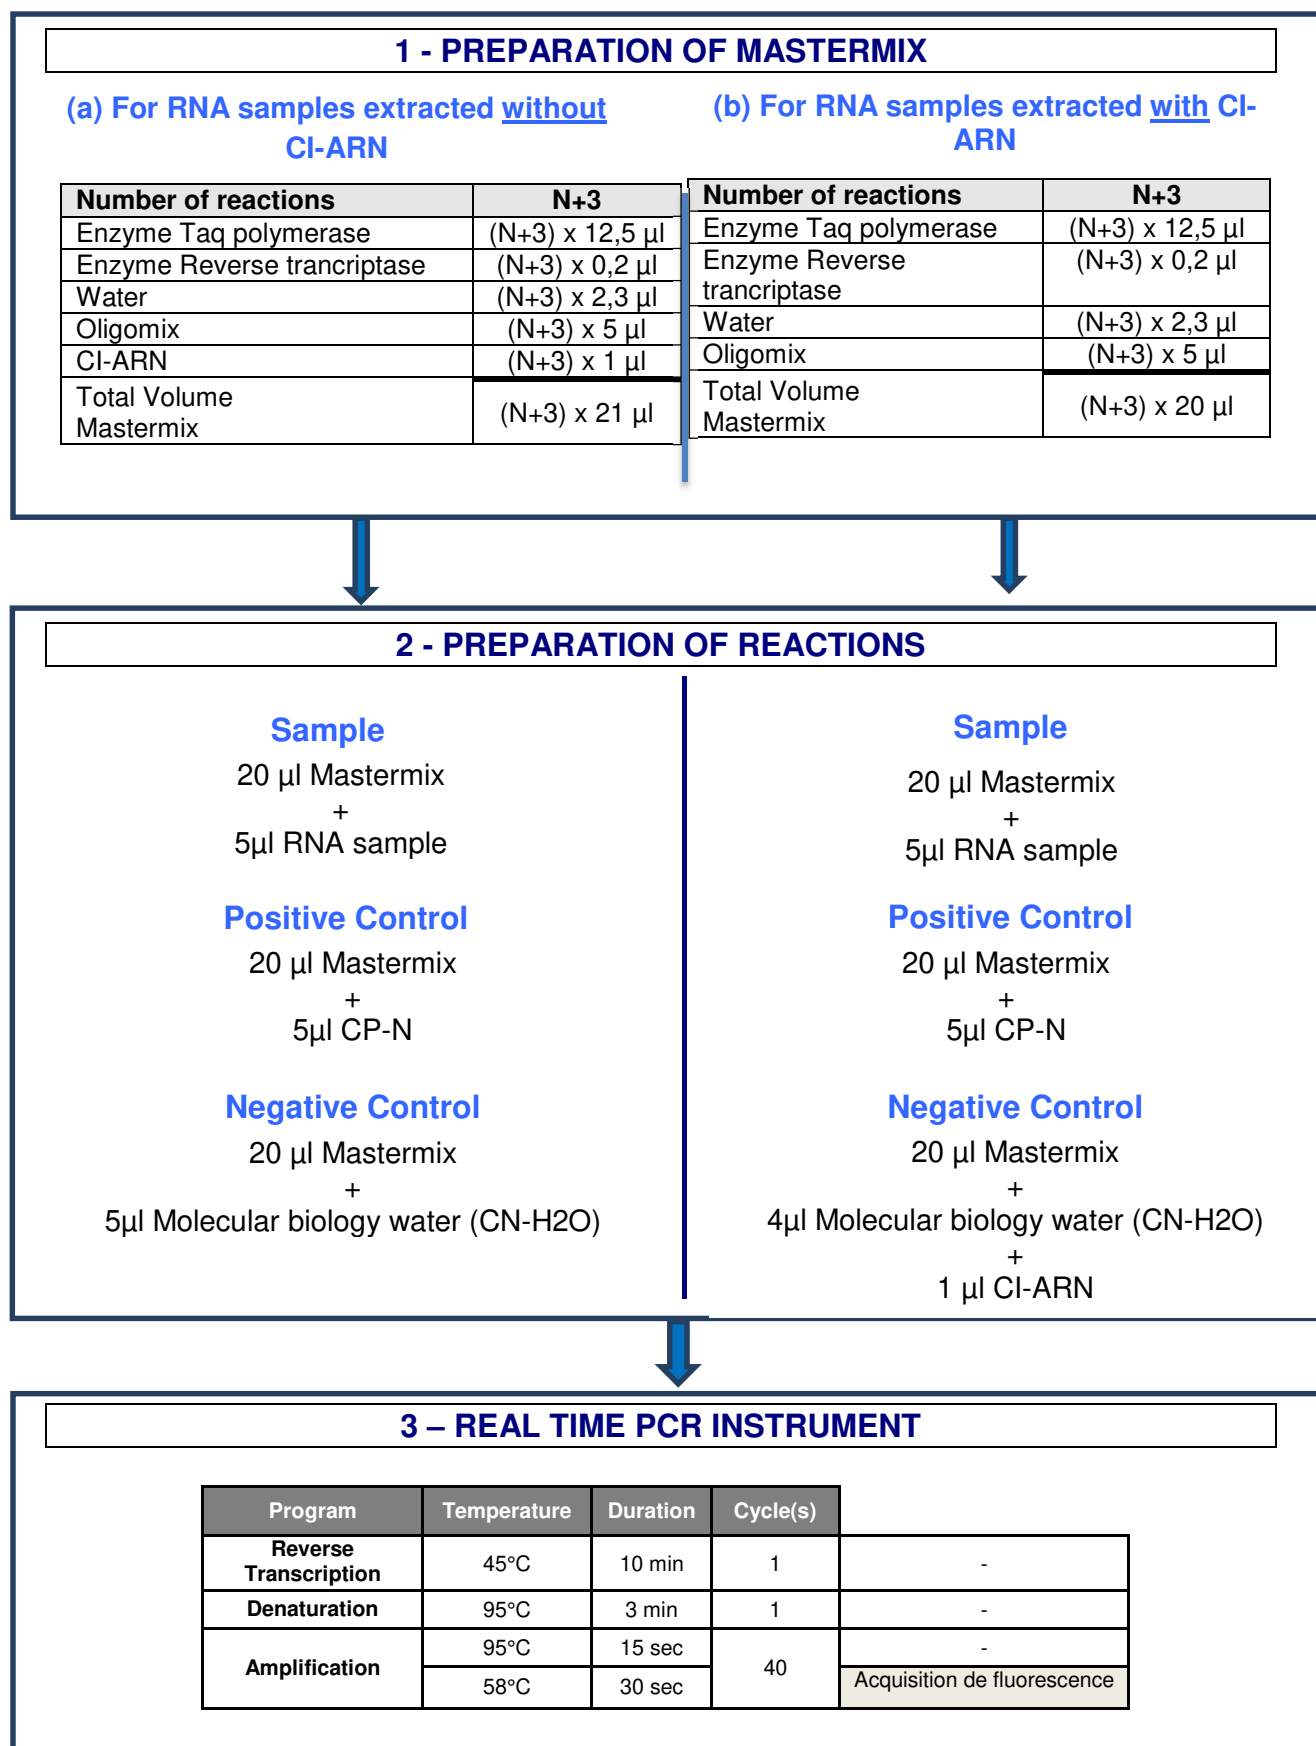 1 - PREPARATION OF MASTERMIX
(a) For RNA samples extracted without
CI-ARN
Number of reactions N+3
Enzyme Taq polymerase (N+3) x 12,5 µl
Enzyme Reverse trancriptase (N+3) x 0,2 µl
Water (N+3) x 2,3 µl
Oligomix (N+3) x 5 µl
CI-ARN (N+3) x 1 µl
Total Volume
Mastermix
(N+3) x 21 µl
(b) For RNA samples extracted with CI-
ARN
Number of reactions N+3
Enzyme Taq polymerase (N+3) x 12,5 µl
Enzyme Reverse (N+3) x 0,2 µl
trancriptase
Water (N+3) x 2,3 µl
Oligomix (N+3) x 5 µl
Total Volume
Mastermix
(N+3) x 20 µl
2 - PREPARATION OF REACTIONS
Sample
20 µl Mastermix
+
5µl RNA sample
Positive Control
20 µl Mastermix
+
5µl CP-N
Negative Control
20 µl Mastermix
+
5µl Molecular biology water (CN-H2O)
Sample
20 µl Mastermix
+
5µl RNA sample
Positive Control
20 µl Mastermix
+
5µl CP-N
Negative Control
20 µl Mastermix
+
4µl Molecular biology water (CN-H2O)
+
1 µl CI-ARN
3 – REAL TIME PCR INSTRUMENT
Program Temperature Duration Cycle(s)
Reverse
Transcription
45°C 10 min 1 -
Denaturation 95°C 3 min 1 -
Amplification
95°C 15 sec -
40
58°C 30 sec Acquisition de fluorescence